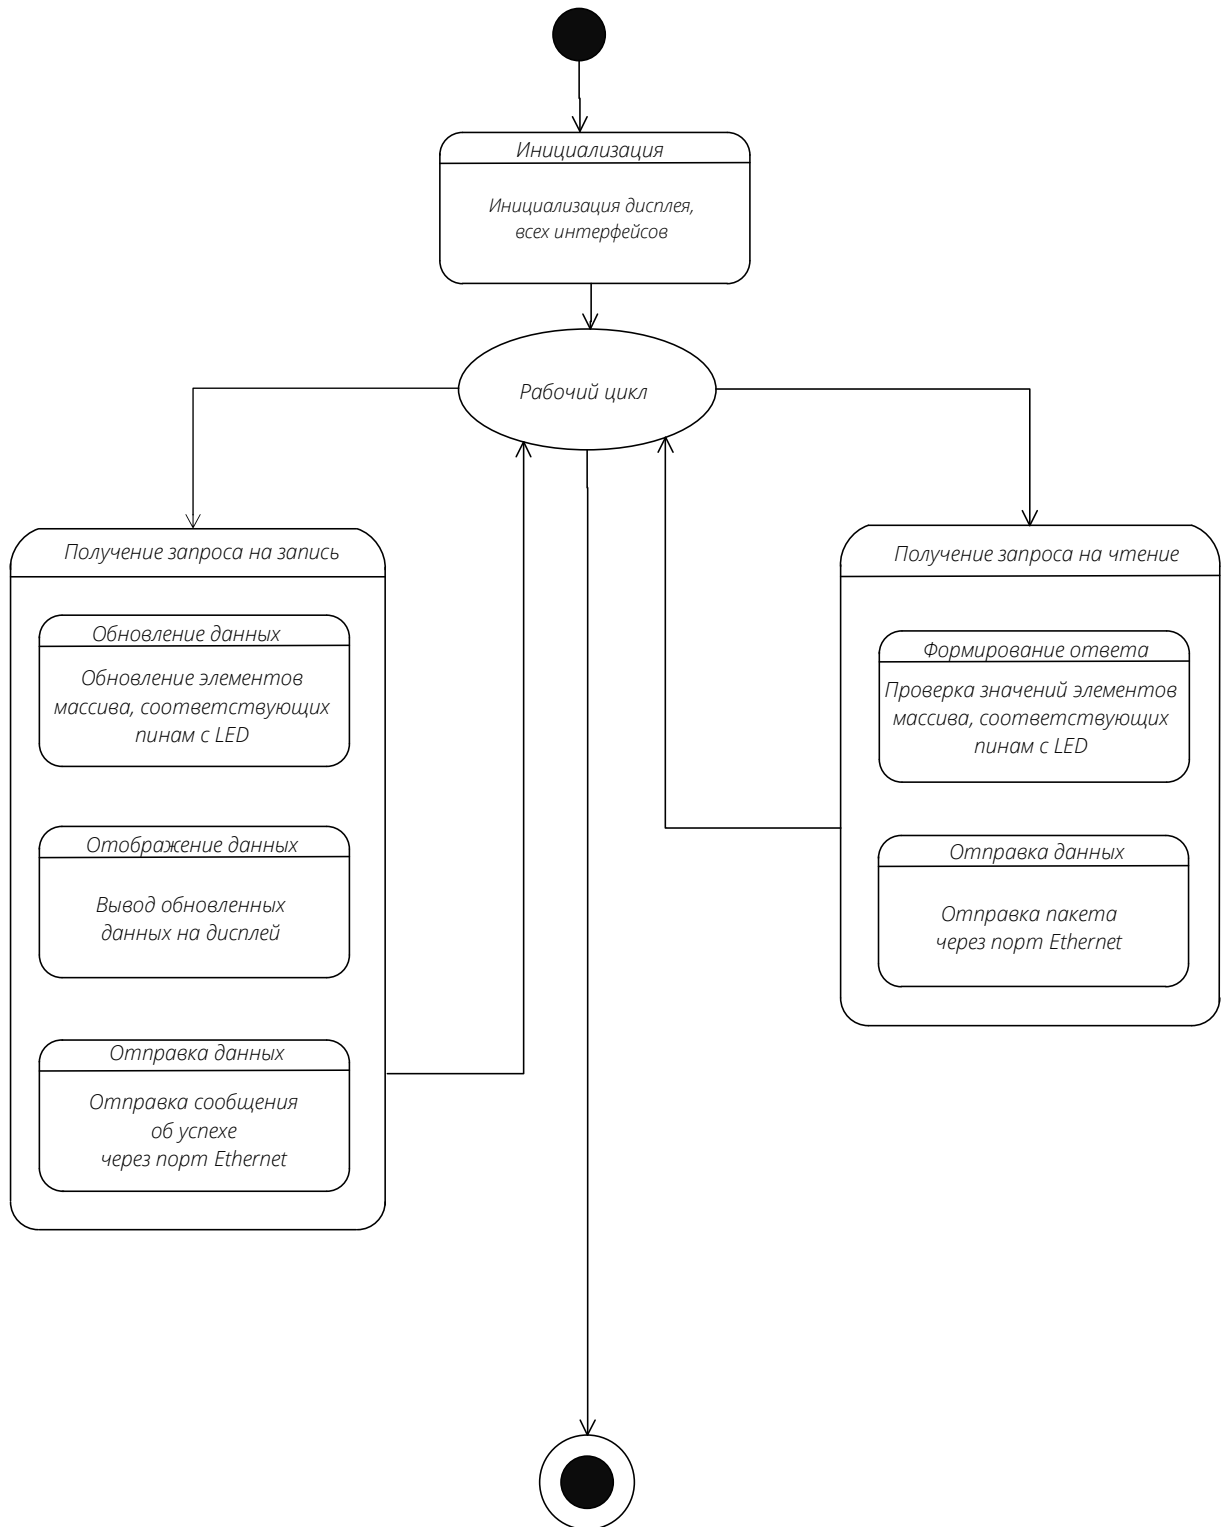 Инициализация
Инициализация дисплея,
всех интерфейсов
Рабочий цикл
Получение запроса на запись
Обновление данных
Обновление элементов
массива, соответствующих
пинам с LED
Отображение данных
Вывод обновленных
данных на дисплей
Отправка данных
Отправка сообщения
об успехе
через порт Ethernet
Получение запроса на чтение
Формирование ответа
Проверка значений элементов
массива, соответствующих
пинам с LED
Отправка данных
Отправка пакета
через порт Ethernet